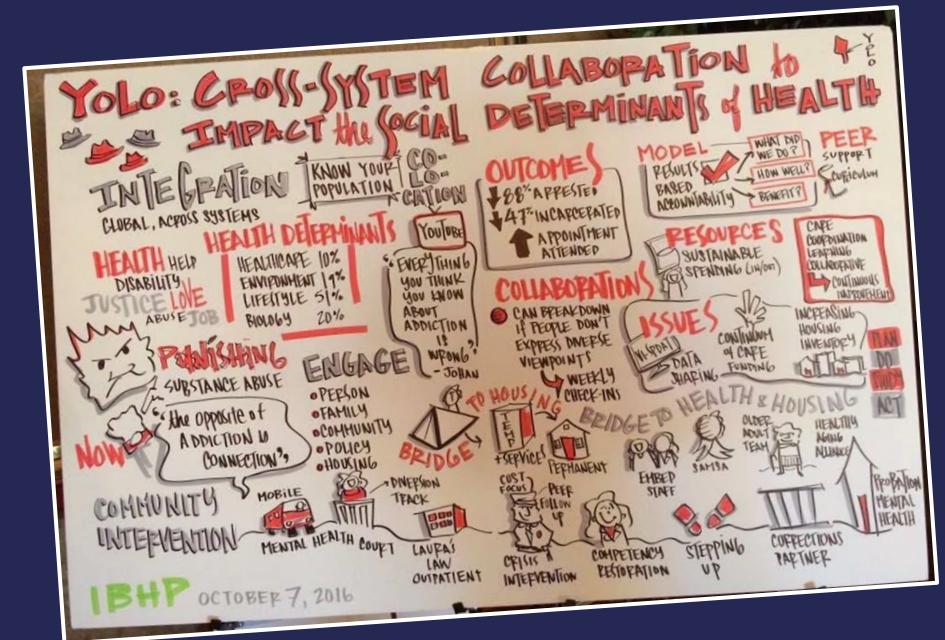 YOLO: CROSS-SYSTEM COLLABORATION to
IMPACT the SOCIAL DETERMINANTS of HEALTH
YOLO
INTEGRATION
GLOBAL, ACROSS SYSTEMS
KNOW YOUR
POPULATION
CO-
LO-
CATION
HEALTH HELP
DISABILITY
JUSTICE LOVE
ABUSE JOB
HEALTH DETERMINANTS
HEALTHCARE 10%
ENVIRONMENT 19%
LIFESTYLE 51%
BIOLOGY 20%
YOUTUBE
"EVERYTHING
YOU THINK
YOU KNOW
ABOUT
ADDICTION
IS
WRONG"
- JOHAN
OUTCOMES
88% ARRESTED
47% INCARCERATED
APPOINTMENT
ATTENDED
MODEL
RESULTS
BASED
ACCOUNTABILITY
WHAT DID
WE DO?
HOW WELL?
BENEFIT?
PEER
SUPPORT
CURICULUM
RESOURCES
SUSTAINABLE
SPENDING
CARE
COORDINATION
LEARNING
COLLABORATIVE
CONTINUOUS
IMPROVEMENT
COLLABORATIONS
CAN BREAKDOWN
IF PEOPLE DON'T
EXPRESS DIVERSE
VIEWPOINTS
WEEKLY
CHECK-INS
ISSUES
DATA
SHARING
CONTINUUM
OF CARE
FUNDING
INCREASING
HOUSING
INVENTORY
PLAN
DO
STUDY
ACT
PUNISHING
SUBSTANCE ABUSE
NOW
"the OPPOSITE of
ADDICTION is
CONNECTION"
ENGAGE
PERSON
FAMILY
COMMUNITY
POLICY
HOUSING
BRIDGE
TO HOUSING
TREAT
+ SERVICE
PERMANENT
BRIDGE TO HEALTH & HOUSING
EMBED
STAFF
SAMSA
OLDER
ADULT
TEAM
HEALTHY
AGING
ALLIANCE
COMMUNITY
INTERVENTION
MOBILE
DIVERSION
TRACK
MENTAL HEALTH COURT
LAURA'S
LAW
OUTPATIENT
CUST
FOCUS
PEER
FOLLOW
UP
CRISIS
INTERVENTION
COMPETENCY
RESTORATION
STEPPING
UP
CORRECTIONS
PARTNER
PROBATION
MENTAL
HEALTH
IBHP OCTOBER 7, 2016